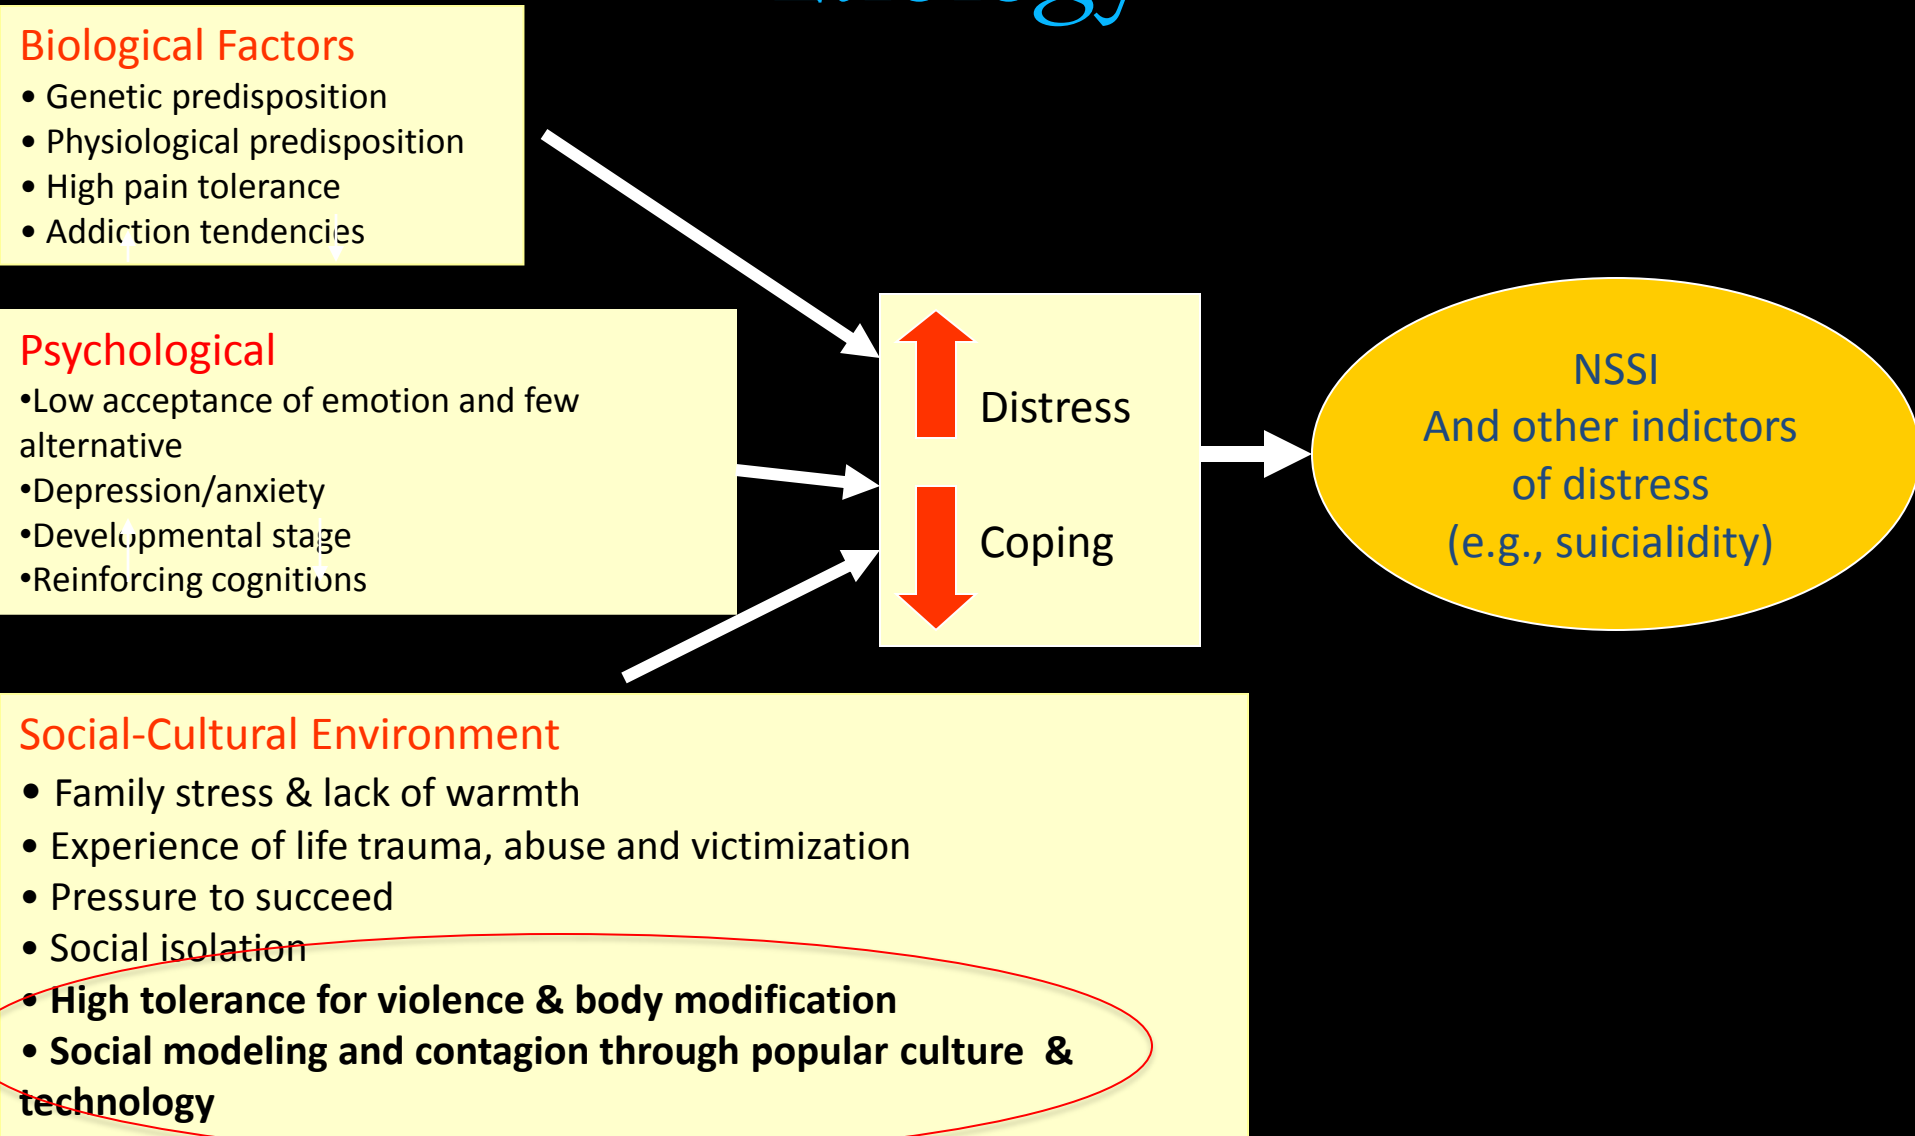 Biological Factors
• Genetic predisposition
• Physiological predisposition
• High pain tolerance
• Addiction tendencies
Psychological
•Low acceptance of emotion and few
alternative
•Depression/anxiety
•Developmental stage
•Reinforcing cognitions
Distress
Coping
NSSI
And other indictors
of distress
(e.g., suicialidity)
Social-Cultural Environment
• Family stress & lack of warmth
• Experience of life trauma, abuse and victimization
• Pressure to succeed
• Social isolation
• High tolerance for violence & body modification
• Social modeling and contagion through popular culture &
technology